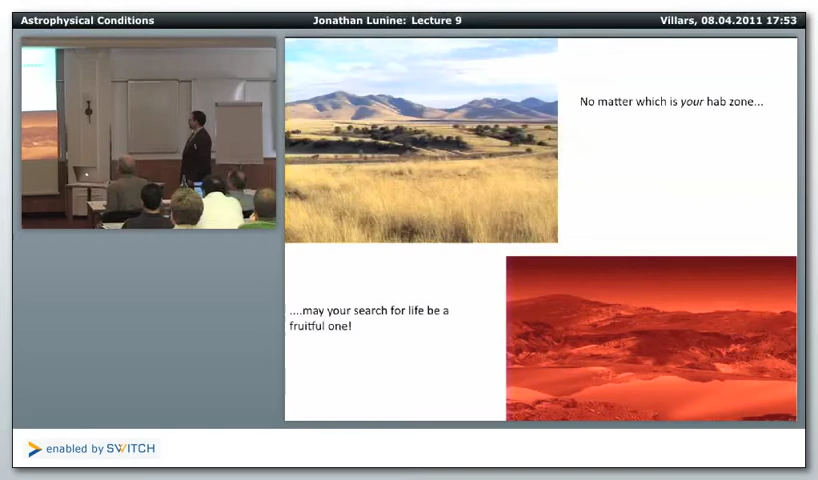 Astrophysical Conditions
Jonathan Lunine: Lecture 9
Villars, 08.04.2011 17:53
No matter which is your hab zone...
....may your search for life be a
fruitful one!
enabled by SWITCH